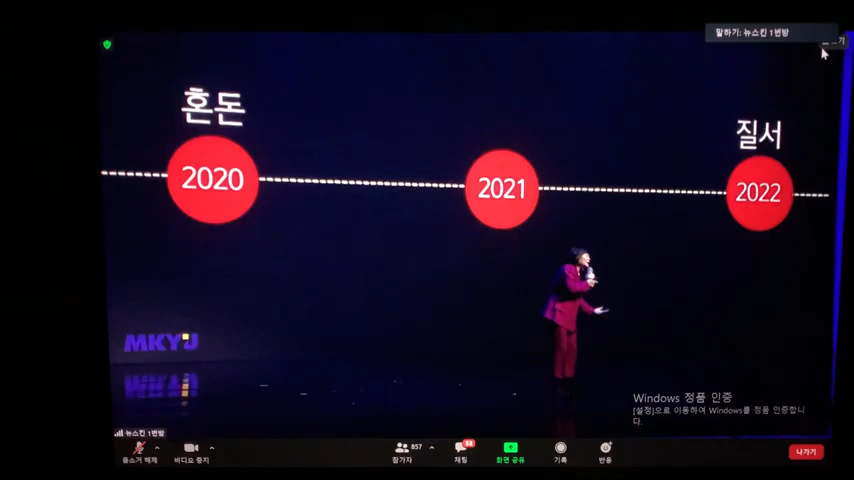 말하기: 뉴스킨 1번방
혼돈
질서
2020
2021
2022
MKYU
Windows 정품 인증
[설정]으로 이동하여 Windows를 정품 인증합니
다.
뉴스킨 1번방
음소거 해제
비디오 중지
857
참가자
53
채팅
화면 공유
기록
반응
나가기